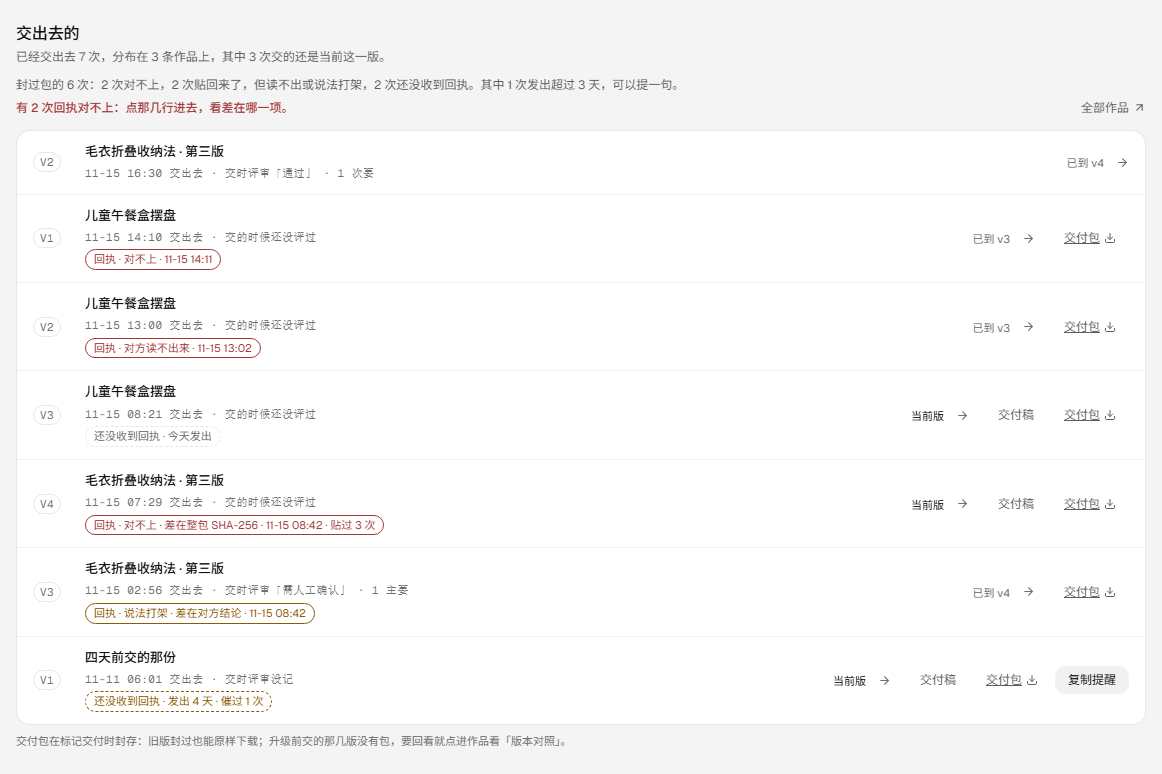 交出去的
已经交出去 7 次，分布在 3 条作品上，其中 3 次交的还是当前这一版。
封过包的 6 次：2 次对不上，2 次贴回来了，但读不出或说法打架，2 次还没收到回执。其中 1 次发出超过 3 天，可以提一句。
有 2 次回执对不上：点那几行进去，看差在哪一项。
全部作品 ↗
V2
毛衣折叠收纳法 · 第三版
11-15 16:30 交出去 · 交时评审「通过」 · 1 次要
已到 v4 →
V1
儿童午餐盒摆盘
11-15 14:10 交出去 · 交的时候还没评过
回执 · 对不上 · 11-15 14:11
已到 v3 →
交付包
V2
儿童午餐盒摆盘
11-15 13:00 交出去 · 交的时候还没评过
回执 · 对方读不出来 · 11-15 13:02
已到 v3 →
交付包
V3
儿童午餐盒摆盘
11-15 08:21 交出去 · 交的时候还没评过
还没收到回执 · 今天发出
当前版 →
交付稿
交付包
V4
毛衣折叠收纳法 · 第三版
11-15 07:29 交出去 · 交的时候还没评过
回执 · 对不上 · 差在整包 SHA-256 · 11-15 08:42 · 贴过 3 次
当前版 →
交付稿
交付包
V3
毛衣折叠收纳法 · 第三版
11-15 02:56 交出去 · 交时评审「需人工确认」 · 1 主要
回执 · 说法打架 · 差在对方结论 · 11-15 08:42
已到 v4 →
交付包
V1
四天前交的那份
11-11 06:01 交出去 · 交时评审没记
还没收到回执 · 发出 4 天 · 催过 1 次
当前版 →
交付稿
交付包
复制提醒
交付包在标记交付时封存：旧版封过也能原样下载；升级前交的那几版没有包，要回看就点进作品看「版本对照」。